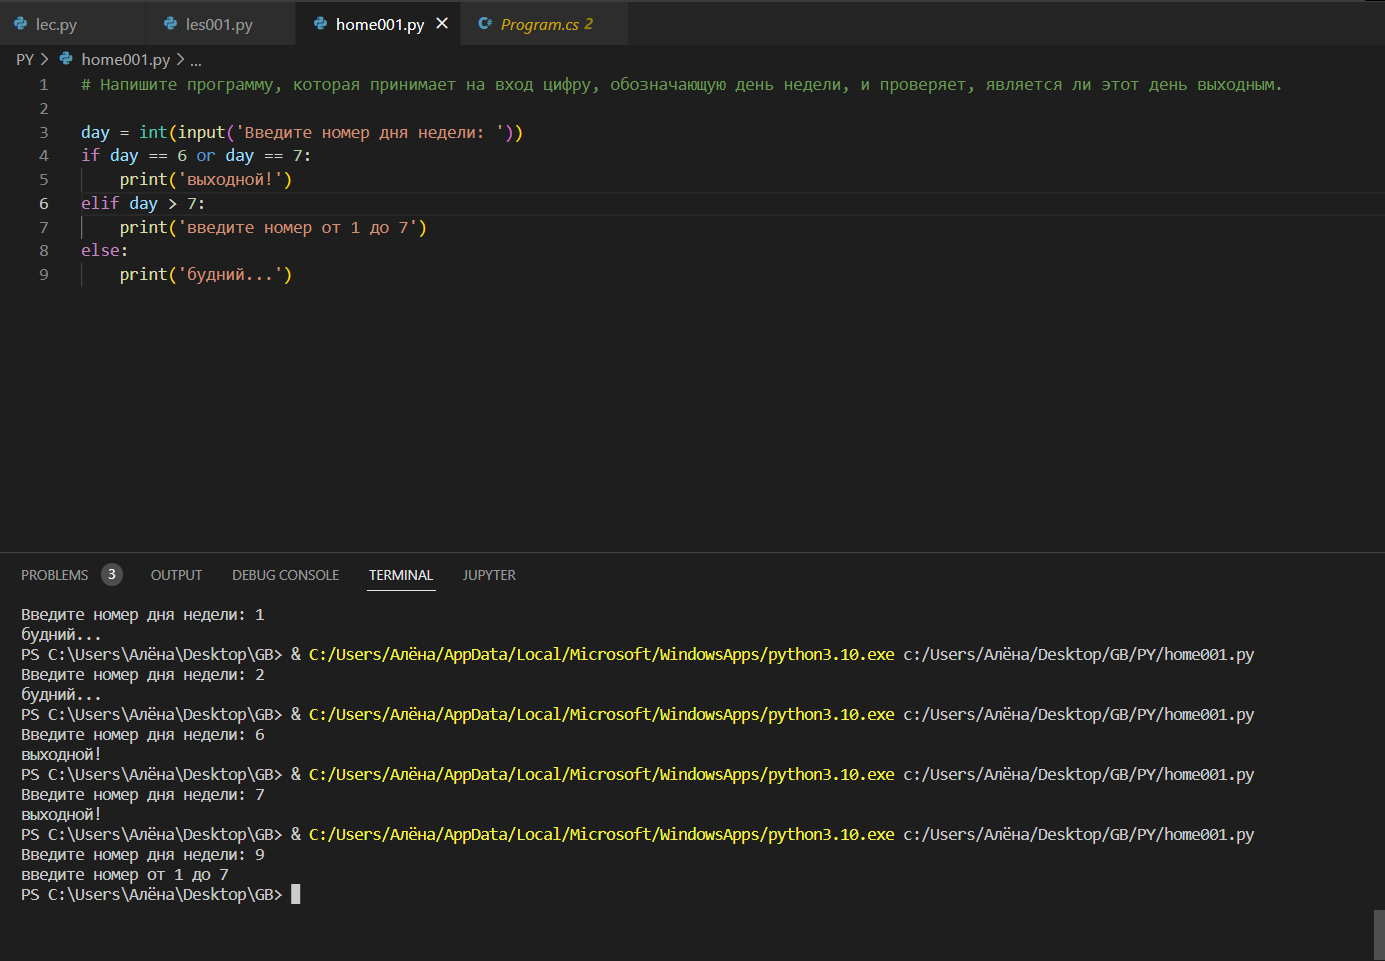 lec.py les001.py home001.py Program.cs 2
PY > home001.py > ...
1 # Напишите программу, которая принимает на вход цифру, обозначающую день недели, и проверяет, является ли этот день выходным.
2
3 day = int(input('Введите номер дня недели: '))
4 if day == 6 or day == 7:
5     print('выходной!')
6 elif day > 7:
7     print('введите номер от 1 до 7')
8 else:
9     print('будний...')
PROBLEMS 3 OUTPUT DEBUG CONSOLE TERMINAL JUPYTER
Введите номер дня недели: 1
будний...
PS C:\Users\Алёна\Desktop\GB> & C:/Users/Алёна/AppData/Local/Microsoft/WindowsApps/python3.10.exe c:/Users/Алёна/Desktop/GB/PY/home001.py
Введите номер дня недели: 2
будний...
PS C:\Users\Алёна\Desktop\GB> & C:/Users/Алёна/AppData/Local/Microsoft/WindowsApps/python3.10.exe c:/Users/Алёна/Desktop/GB/PY/home001.py
Введите номер дня недели: 6
выходной!
PS C:\Users\Алёна\Desktop\GB> & C:/Users/Алёна/AppData/Local/Microsoft/WindowsApps/python3.10.exe c:/Users/Алёна/Desktop/GB/PY/home001.py
Введите номер дня недели: 7
выходной!
PS C:\Users\Алёна\Desktop\GB> & C:/Users/Алёна/AppData/Local/Microsoft/WindowsApps/python3.10.exe c:/Users/Алёна/Desktop/GB/PY/home001.py
Введите номер дня недели: 9
введите номер от 1 до 7
PS C:\Users\Алёна\Desktop\GB>